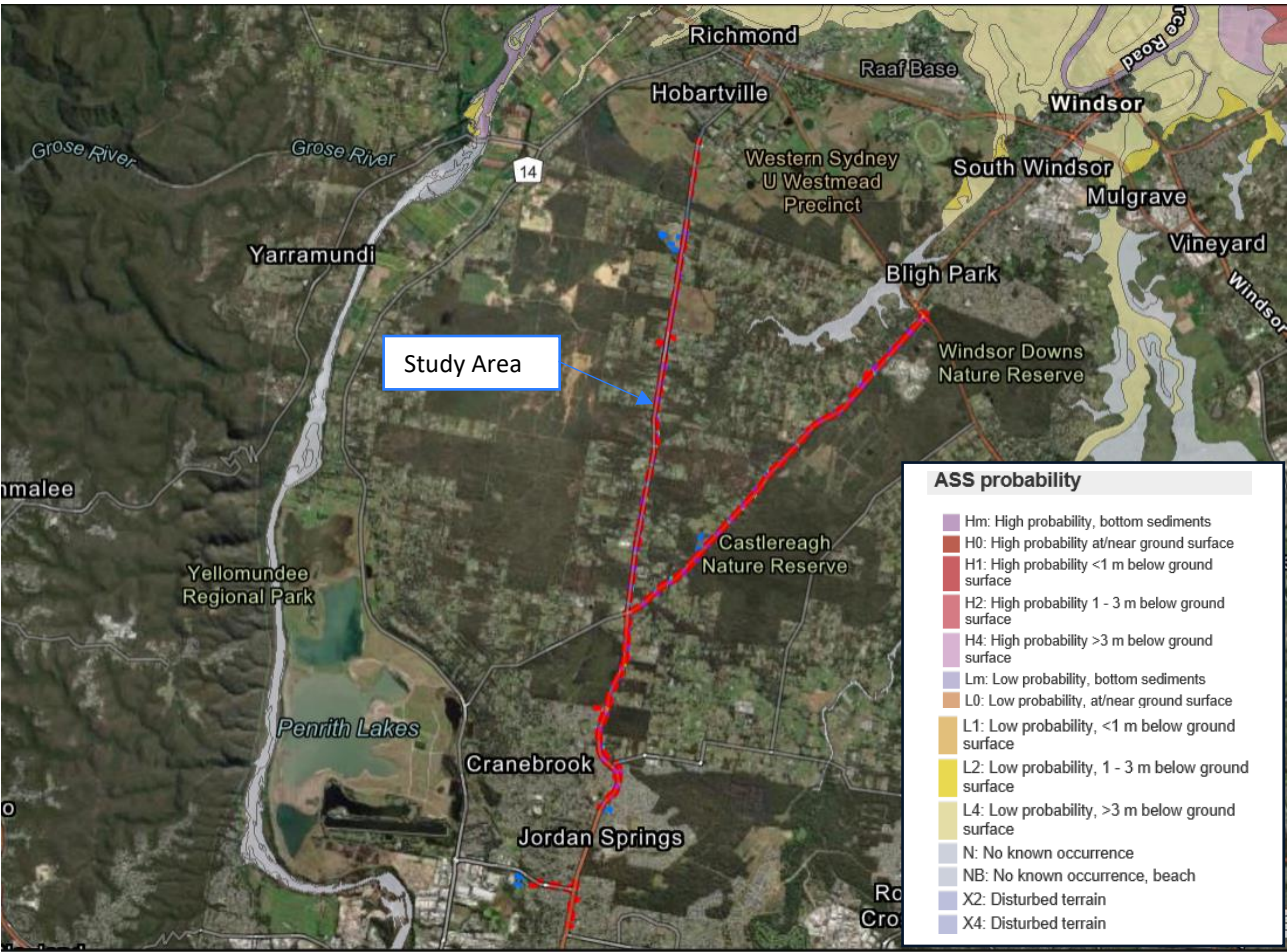 Richmond
rce Road
Raaf Base
Hobartville
Windsor
Grose River
Grose River
14
Western Sydney
U Westmead
Precinct
South Windsor
Mulgrave
Yarramundi
Vineyard
Bligh Park
Windsor
Study Area
Windsor Downs
Nature Reserve
nmalee
Castlereagh
Nature Reserve
Yellomundee
Regional Park
Penrith Lakes
Cranebrook
Jordan Springs
Ro
Cro
o
ASS probability
Hm: High probability, bottom sediments
H0: High probability at/near ground surface
H1: High probability <1 m below ground
surface
H2: High probability 1 - 3 m below ground
surface
H4: High probability >3 m below ground
surface
Lm: Low probability, bottom sediments
L0: Low probability, at/near ground surface
L1: Low probability, <1 m below ground
surface
L2: Low probability, 1 - 3 m below ground
surface
L4: Low probability, >3 m below ground
surface
N: No known occurrence
NB: No known occurrence, beach
X2: Disturbed terrain
X4: Disturbed terrain